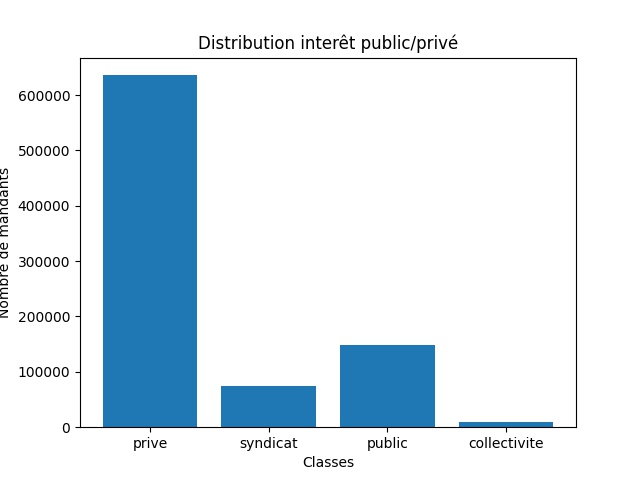 Distribution interêt public/privé
Nombre de mandants
600000
500000
400000
300000
200000
100000
0
prive
syndicat
public
collectivite
Classes